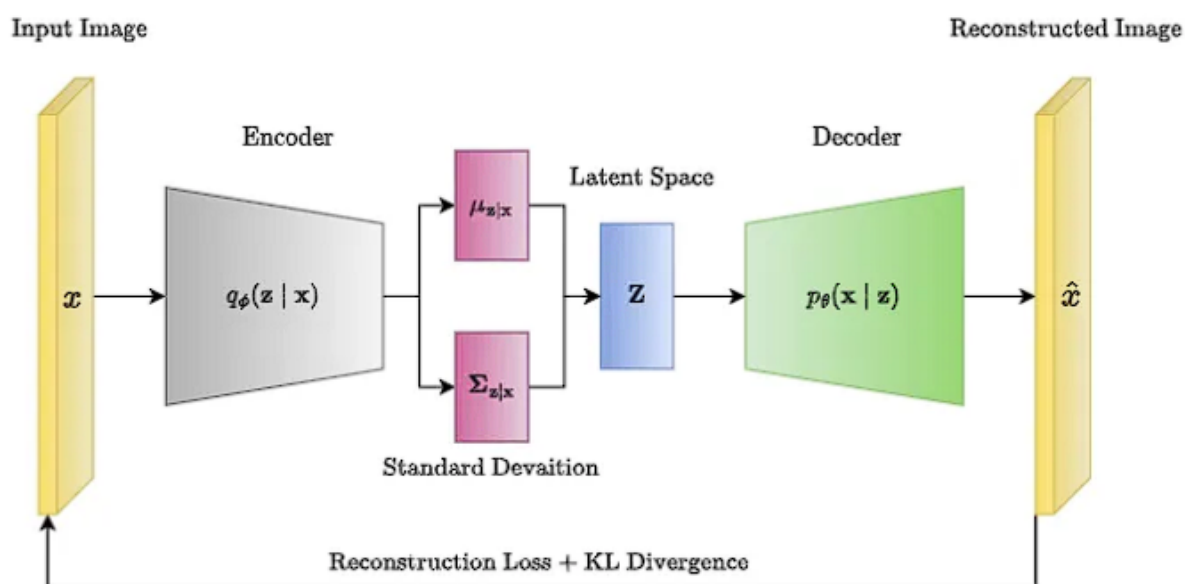 Input Image
Reconstructed Image
Encoder
Decoder
Latent Space
μz|x
x
qϕ(z | x)
Z
pθ(x | z)
x̂
Σz|x
Standard Devaition
Reconstruction Loss + KL Divergence